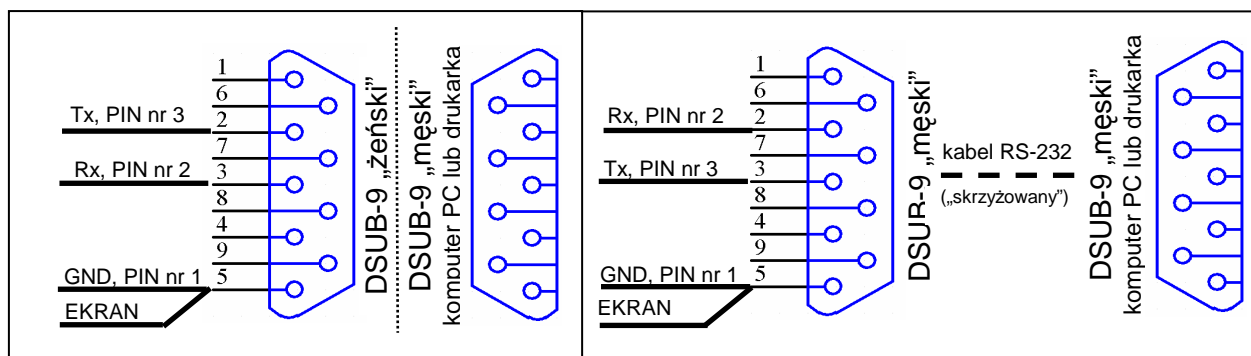 1
6
Tx, PIN nr 3
2
7
Rx, PIN nr 2
3
8
4
9
GND, PIN nr 1
5
EKRAN
DSUB-9 „żeński”
DSUB-9 „męski”
komputer PC lub drukarka
1
6
Rx, PIN nr 2
2
7
Tx, PIN nr 3
3
8
4
9
GND, PIN nr 1
5
EKRAN
DSUB-9 „męski”
kabel RS-232
(„skrzyżowany”)
DSUB-9 „męski”
komputer PC lub drukarka